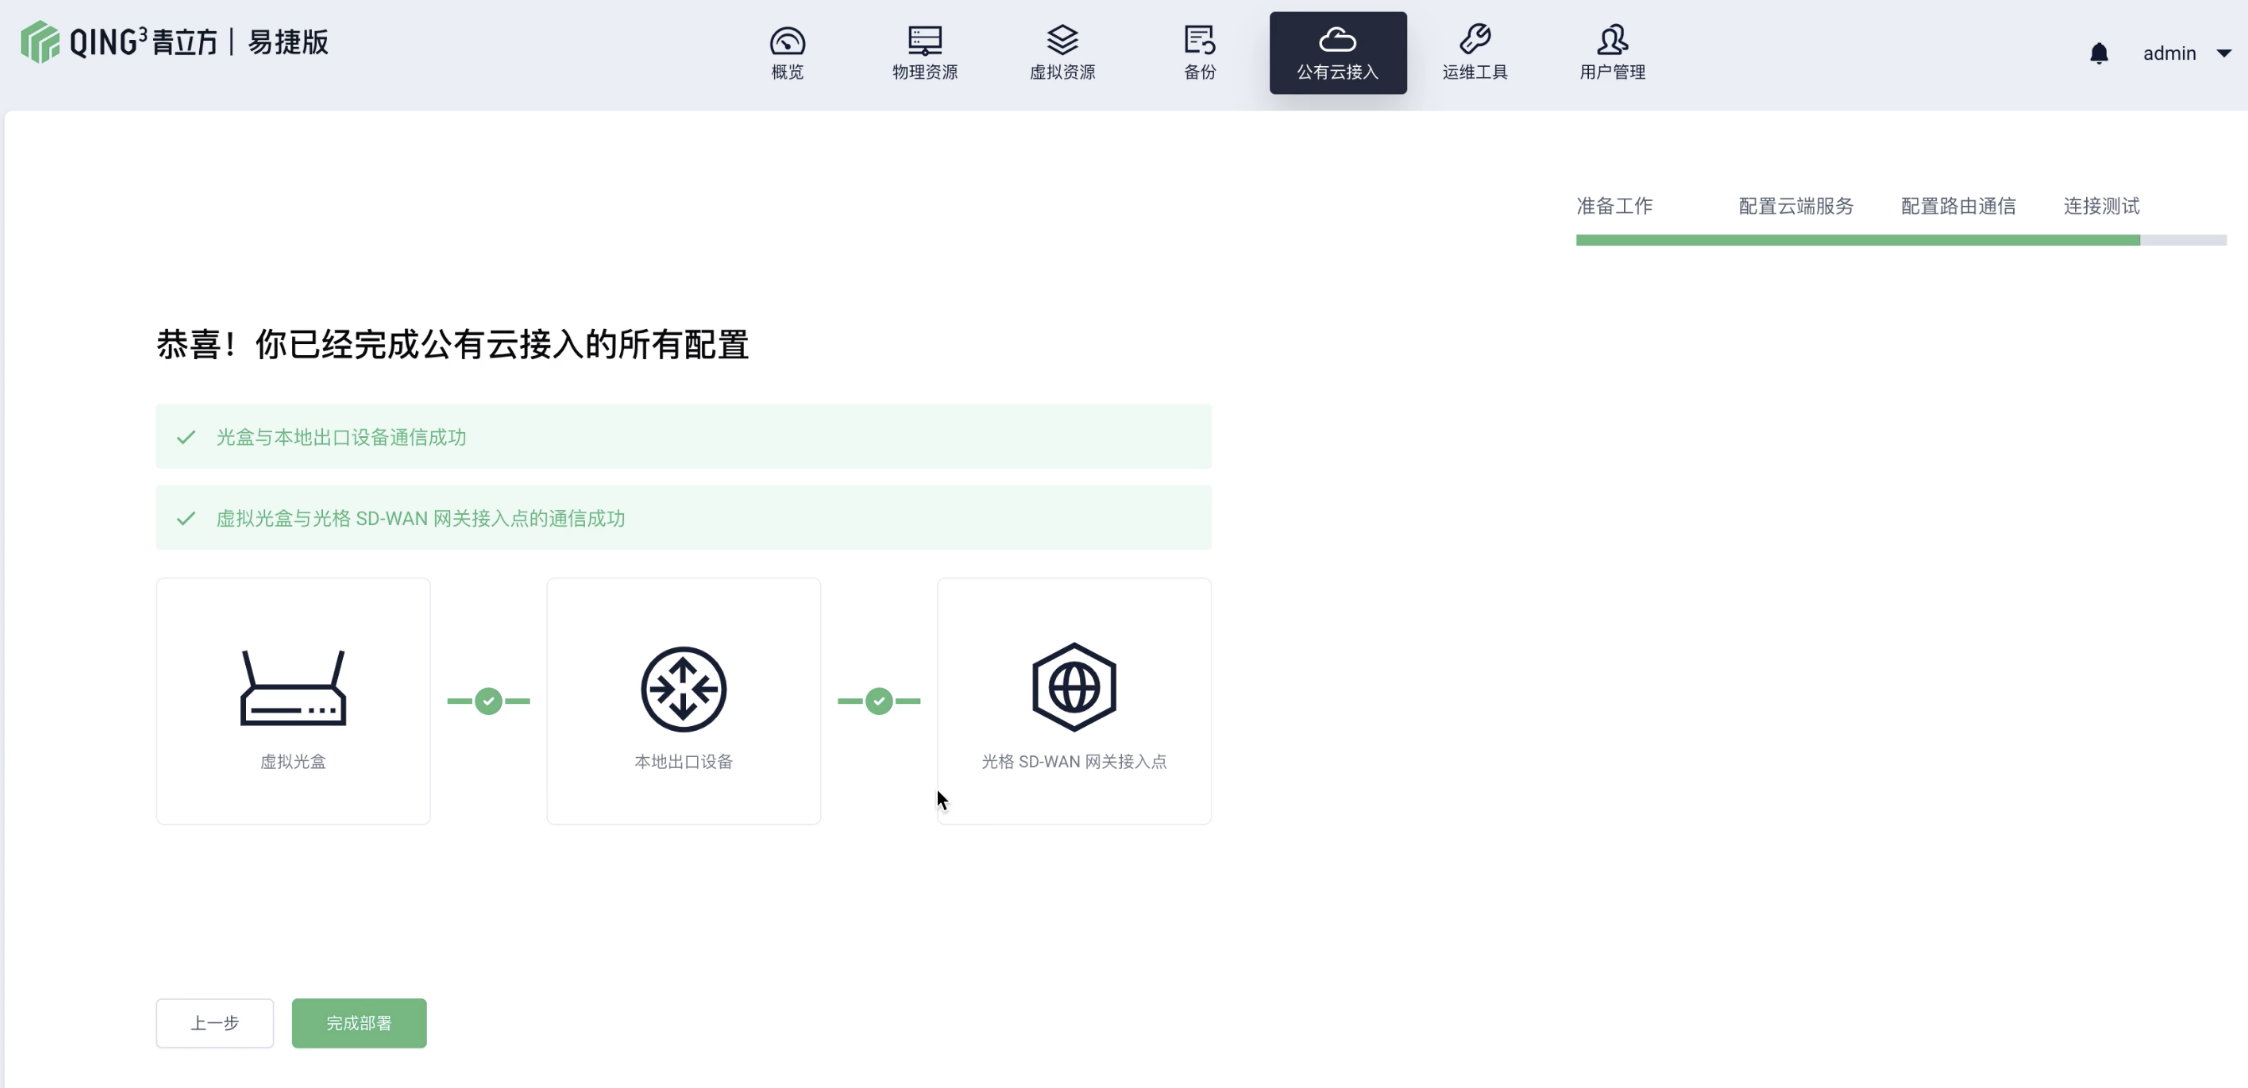 QING³青立方 | 易捷版
概览
物理资源
虚拟资源
备份
公有云接入
运维工具
用户管理
admin
准备工作
配置云端服务
配置路由通信
连接测试
恭喜！你已经完成公有云接入的所有配置
光盒与本地出口设备通信成功
虚拟光盒与光格 SD-WAN 网关接入点的通信成功
虚拟光盒
本地出口设备
光格 SD-WAN 网关接入点
上一步
完成部署